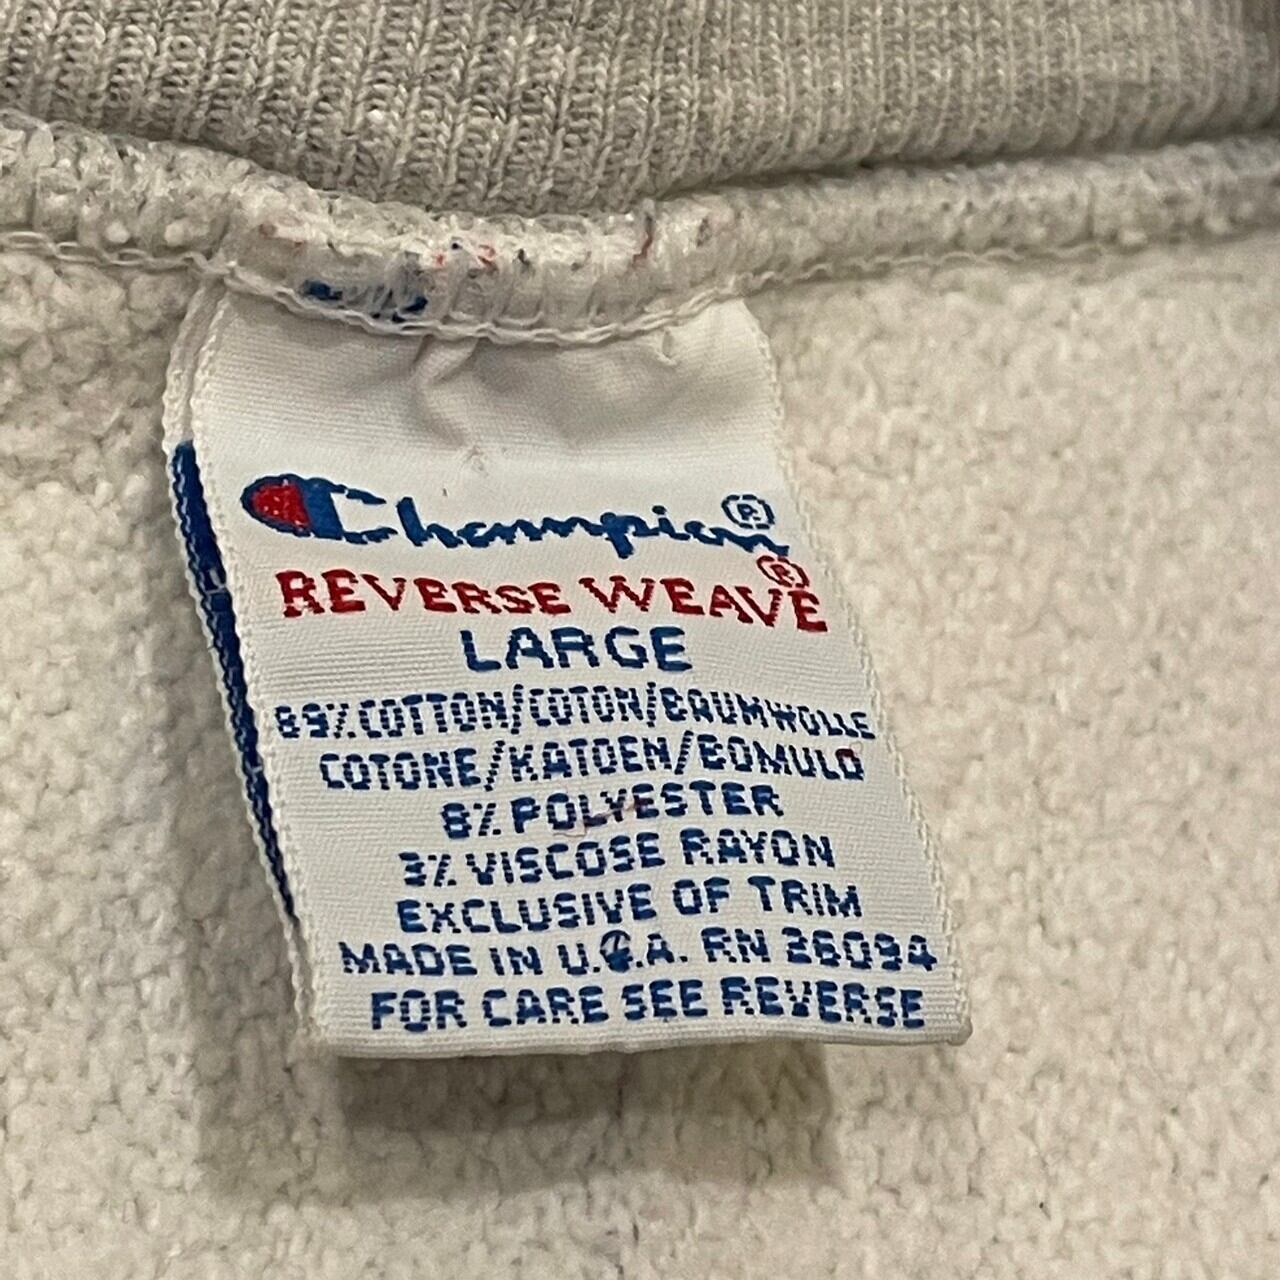 Champion®
REVERSE WEAVE®
LARGE
89% COTTON/COTON/BAUMWOLLE
COTONE/KATOEN/BOMULD
8% POLYESTER
3% VISCOSE RAYON
EXCLUSIVE OF TRIM
MADE IN U.S.A. RN 26094
FOR CARE SEE REVERSE